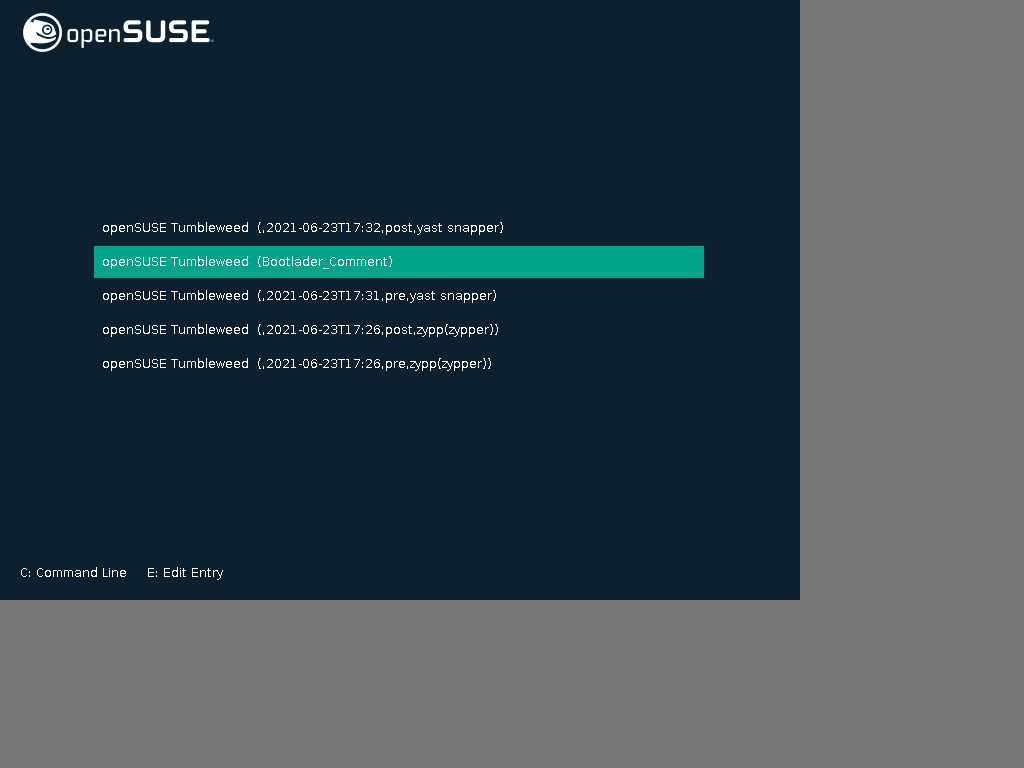 openSUSE
openSUSE Tumbleweed (,2021-06-23T17:32,post,yast snapper)
openSUSE Tumbleweed (Bootlader_Comment)
openSUSE Tumbleweed (,2021-06-23T17:31,pre,yast snapper)
openSUSE Tumbleweed (,2021-06-23T17:26,post,zypp(zypper))
openSUSE Tumbleweed (,2021-06-23T17:26,pre,zypp(zypper))
C: Command Line E: Edit Entry